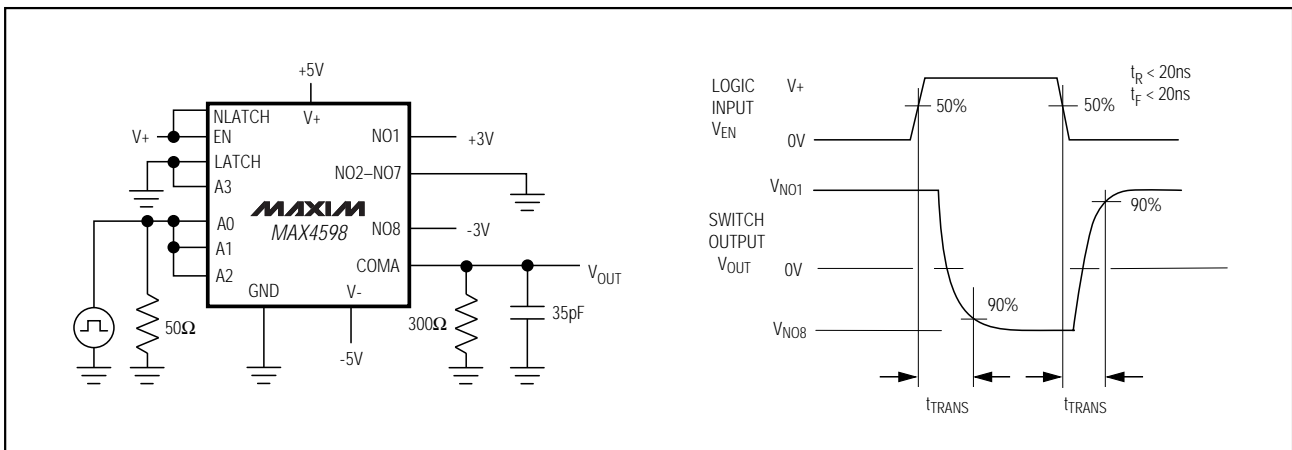 +5V
NLATCH
V+
EN
V+
LATCH
A3
A0
A1
A2
NO1
+3V
NO2–NO7
MAXIM
MAX4598
NO8
-3V
COMA
VOUT
GND
V-
-5V
50Ω
300Ω
35pF
LOGIC
INPUT
VEN
V+
0V
50%
50%
tR < 20ns
tF < 20ns
VNO1
SWITCH
OUTPUT
VOUT
0V
VNO8
90%
90%
tTRANS
tTRANS